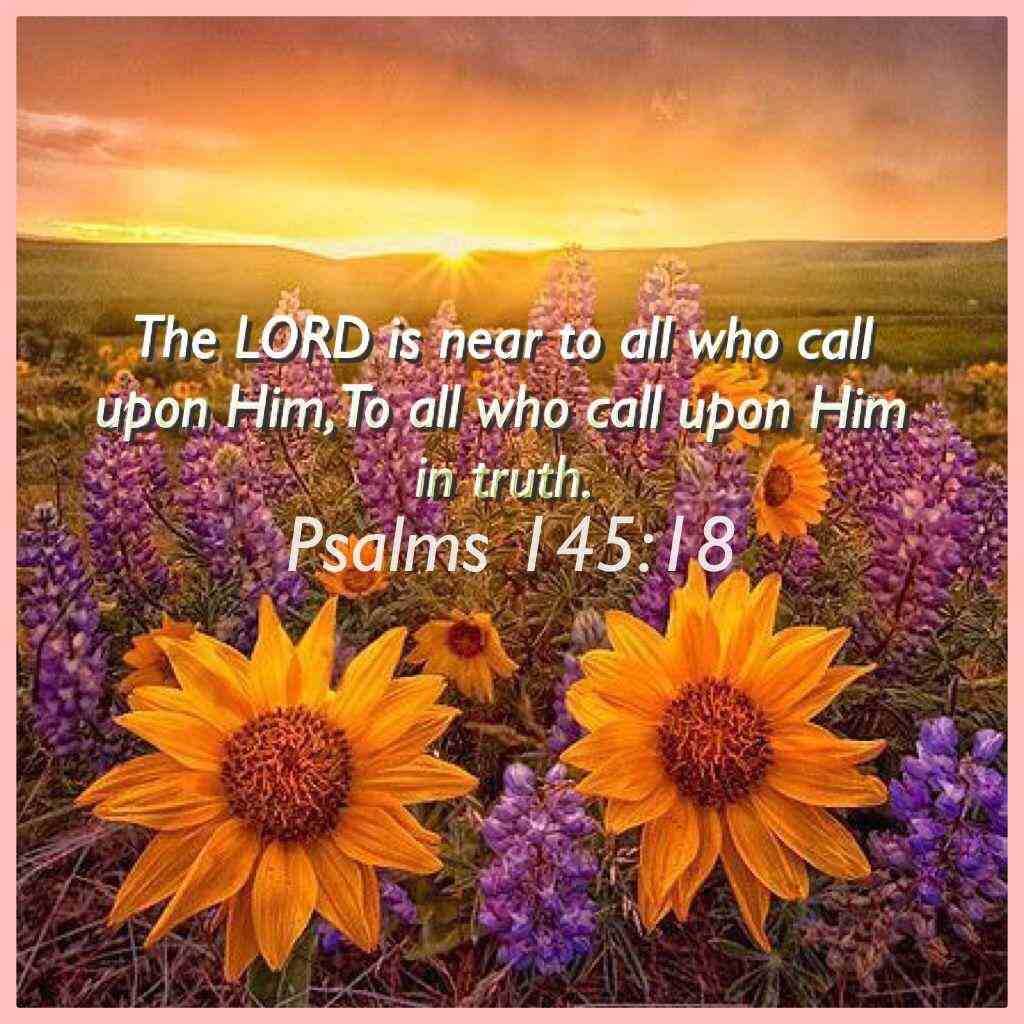 The LORD is near to all who call
upon Him,To all who call upon Him
in truth.
Psalms 145:18